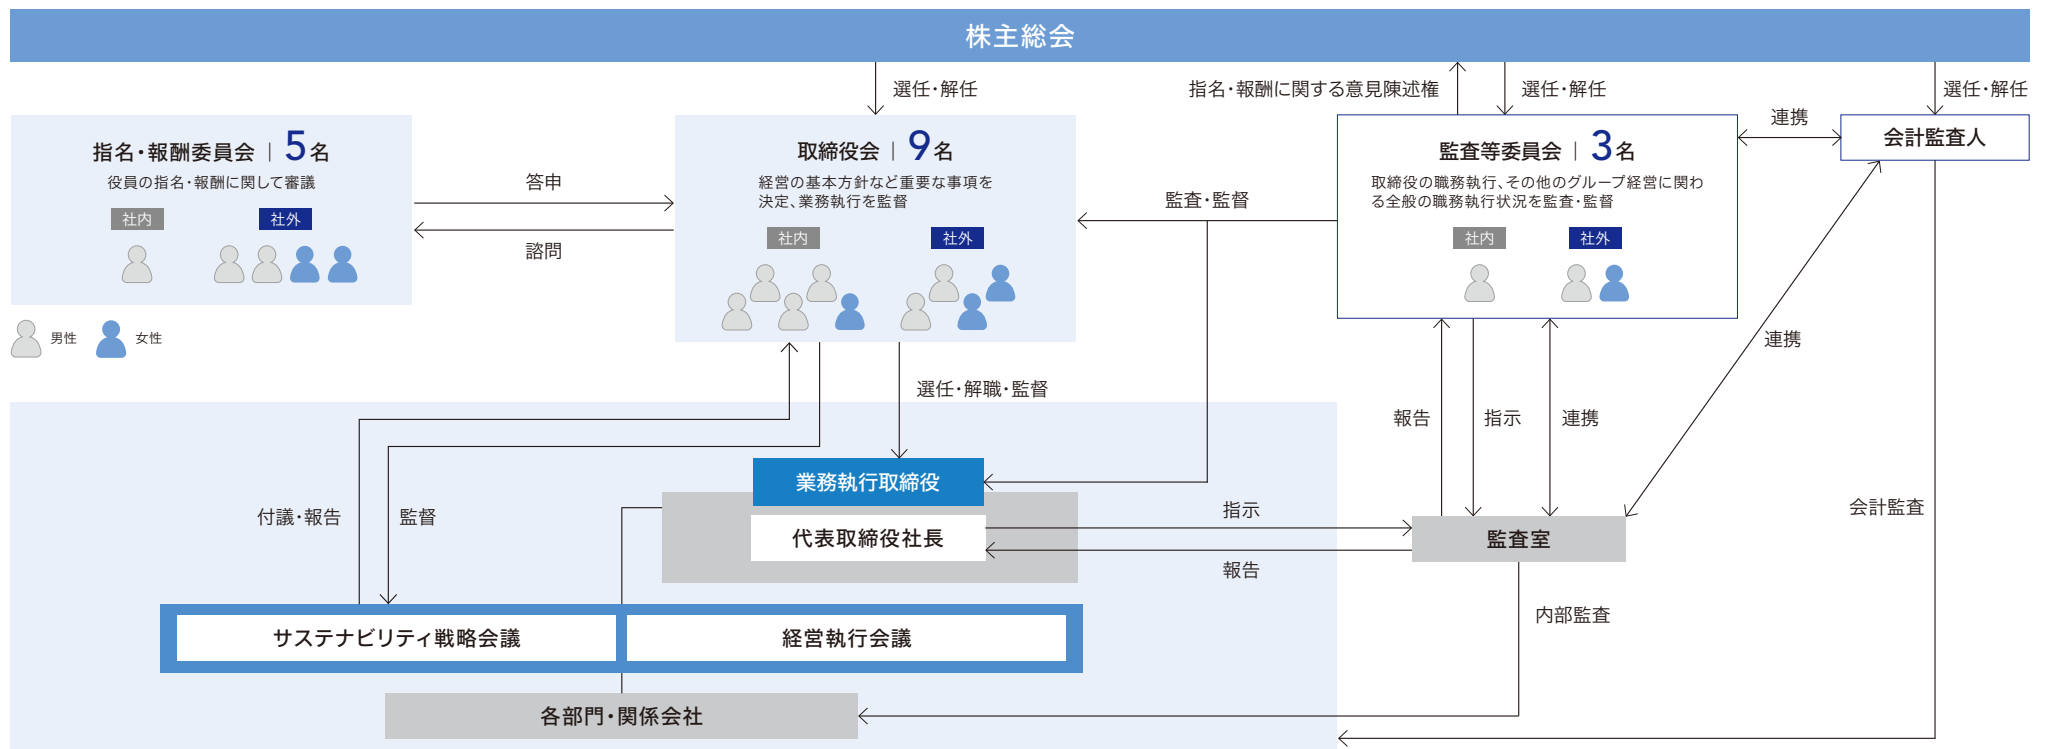 株主総会
選任・解任
指名・報酬に関する意見陳述権
選任・解任
選任・解任
指名・報酬委員会｜5名
役員の指名・報酬に関して審議
社内
社外
男性
女性
答申
諮問
取締役会｜9名
経営の基本方針など重要な事項を
決定、業務執行を監督
社内
社外
監査・監督
監査等委員会｜3名
取締役の職務執行、その他のグループ経営に関わ
る全般の職務執行状況を監査・監督
社内
社外
連携
会計監査人
連携
選任・解職・監督
報告
指示
連携
付議・報告
監督
業務執行取締役
代表取締役社長
指示
報告
監査室
会計監査
内部監査
サステナビリティ戦略会議
経営執行会議
各部門・関係会社